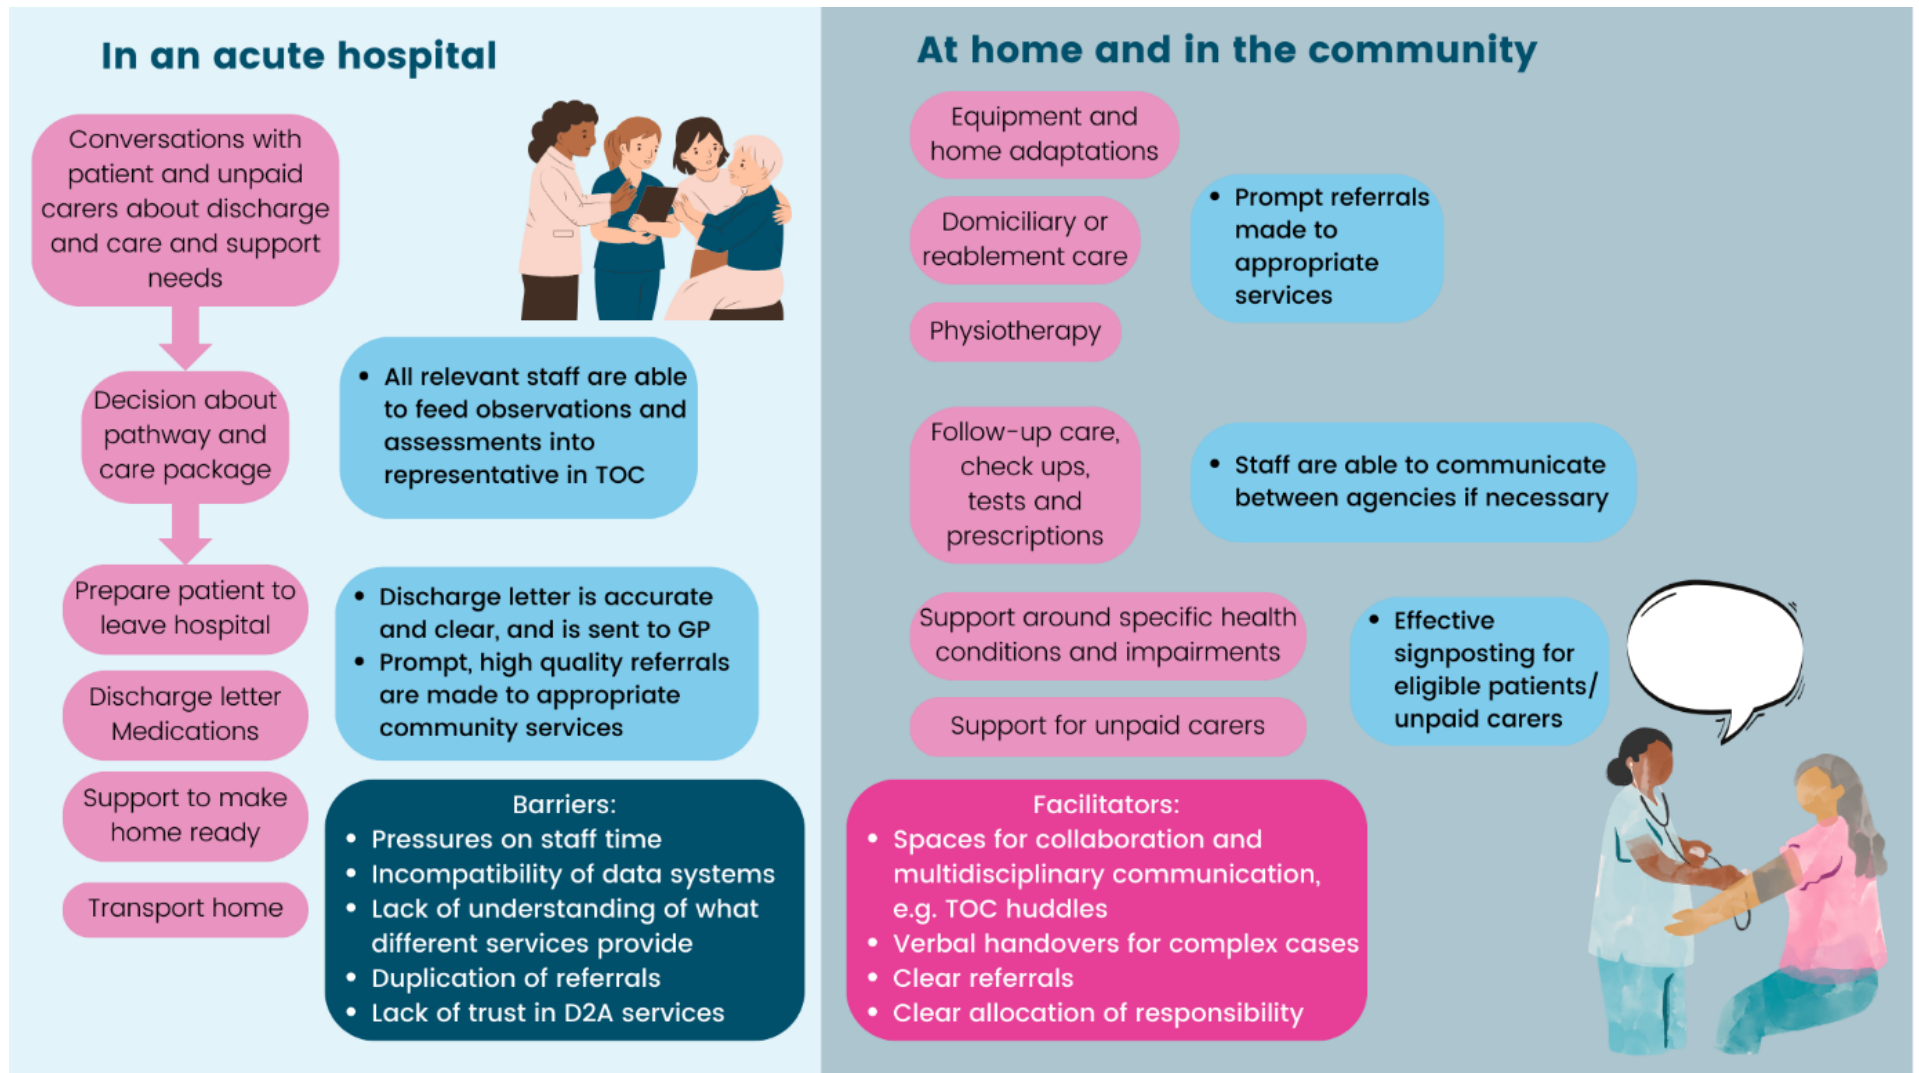 In an acute hospital
Conversations with
patient and unpaid
carers about discharge
and care and support
needs
Decision about
pathway and
care package
• All relevant staff are able
to feed observations and
assessments into
representative in TOC
Prepare patient to
leave hospital
Discharge letter
Medications
Support to make
home ready
Transport home
• Discharge letter is accurate
and clear, and is sent to GP
• Prompt, high quality referrals
are made to appropriate
community services
Barriers:
• Pressures on staff time
• Incompatibility of data systems
• Lack of understanding of what
different services provide
• Duplication of referrals
• Lack of trust in D2A services
At home and in the community
Equipment and
home adaptations
Domiciliary or
reablement care
Physiotherapy
• Prompt referrals
made to
appropriate
services
Follow-up care,
check ups,
tests and
prescriptions
• Staff are able to communicate
between agencies if necessary
Support around specific health
conditions and impairments
Support for unpaid carers
• Effective
signposting for
eligible patients/
unpaid carers
Facilitators:
• Spaces for collaboration and
multidisciplinary communication,
e.g. TOC huddles
• Verbal handovers for complex cases
• Clear referrals
• Clear allocation of responsibility